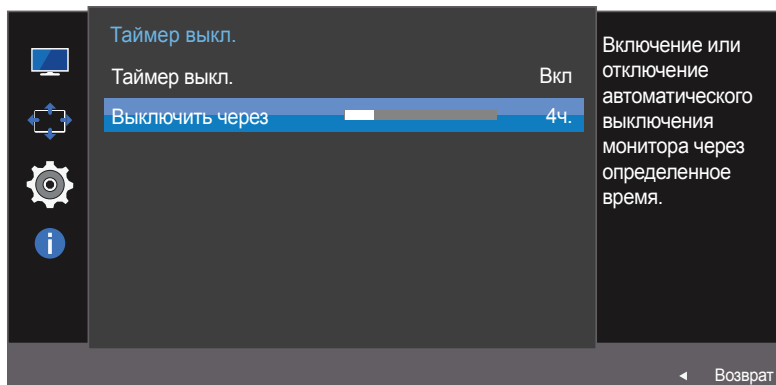 Таймер выкл.
Таймер выкл. Вкл
Выключить через 4ч.
Включение или
отключение
автоматического
выключения
монитора через
определенное
время.
Возврат